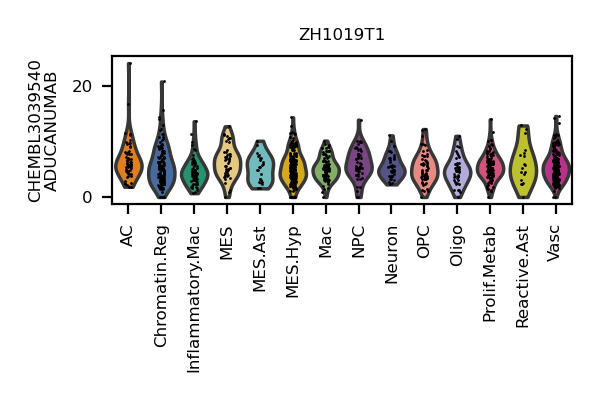 ZH1019T1
CHEMBL3039540
ADUCANUMAB
20
0
AC
Chromatin.Reg
Inflammatory.Mac
MES
MES.Ast
MES.Hyp
Mac
NPC
Neuron
OPC
Oligo
Prolif.Metab
Reactive.Ast
Vasc